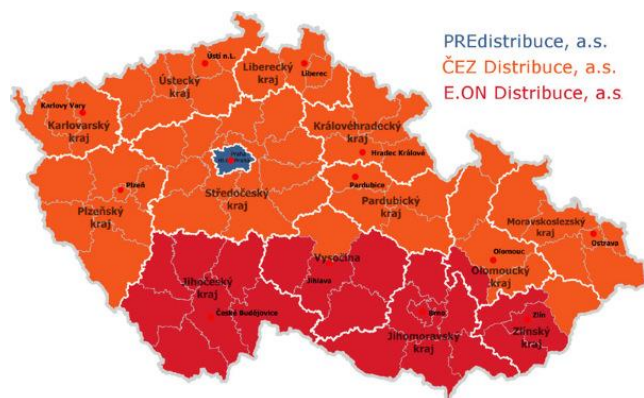 PREdistribuce, a.s.
ČEZ Distribuce, a.s.
E.ON Distribuce, a.s
Ústí n.L.
Ústecký
kraj
Liberecký
kraj
Liberec
Karlovy Vary
Karlovarský
kraj
Královéhradecký
kraj
Hradec Králové
Praha
Plzeň
Plzeňský
kraj
Středočeský
kraj
Pardubice
Pardubický
kraj
Moravskoslezský
kraj
Ostrava
Olomouc
Olomoucký
kraj
Vysočina
Jihlava
Jihočeský
kraj
České Budějovice
Brno
Jihomoravský
kraj
Zlín
Zlínský
kraj